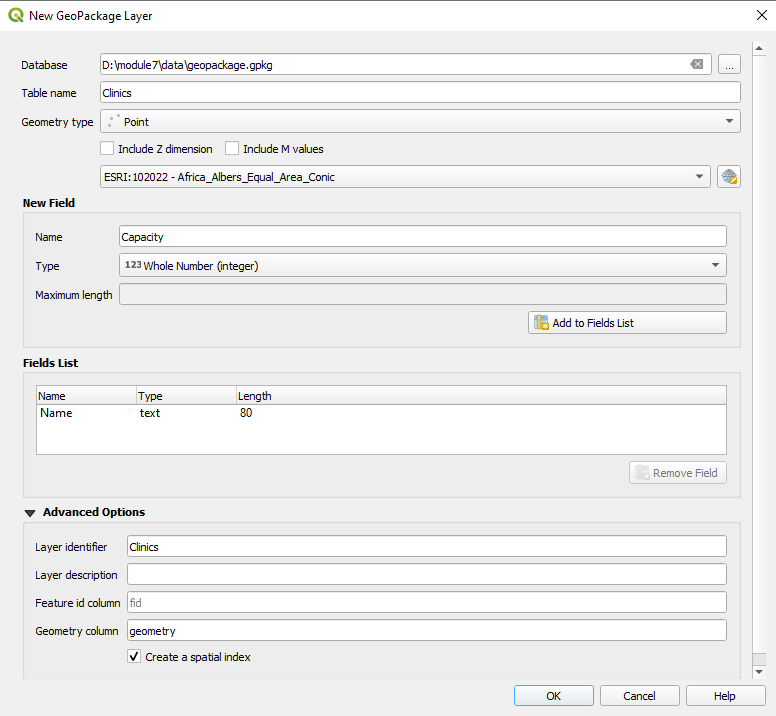 New GeoPackage Layer
Database D:\module7\data\geopackage.gpkg ...
Table name Clinics
Geometry type Point
Include Z dimension Include M values
ESRI:102022 - Africa_Albers_Equal_Area_Conic
New Field
Name Capacity
Type 123 Whole Number (integer)
Maximum length
Add to Fields List
Fields List
Name Type Length
Name text 80
Remove Field
Advanced Options
Layer identifier Clinics
Layer description
Feature id column fid
Geometry column geometry
Create a spatial index
OK Cancel Help